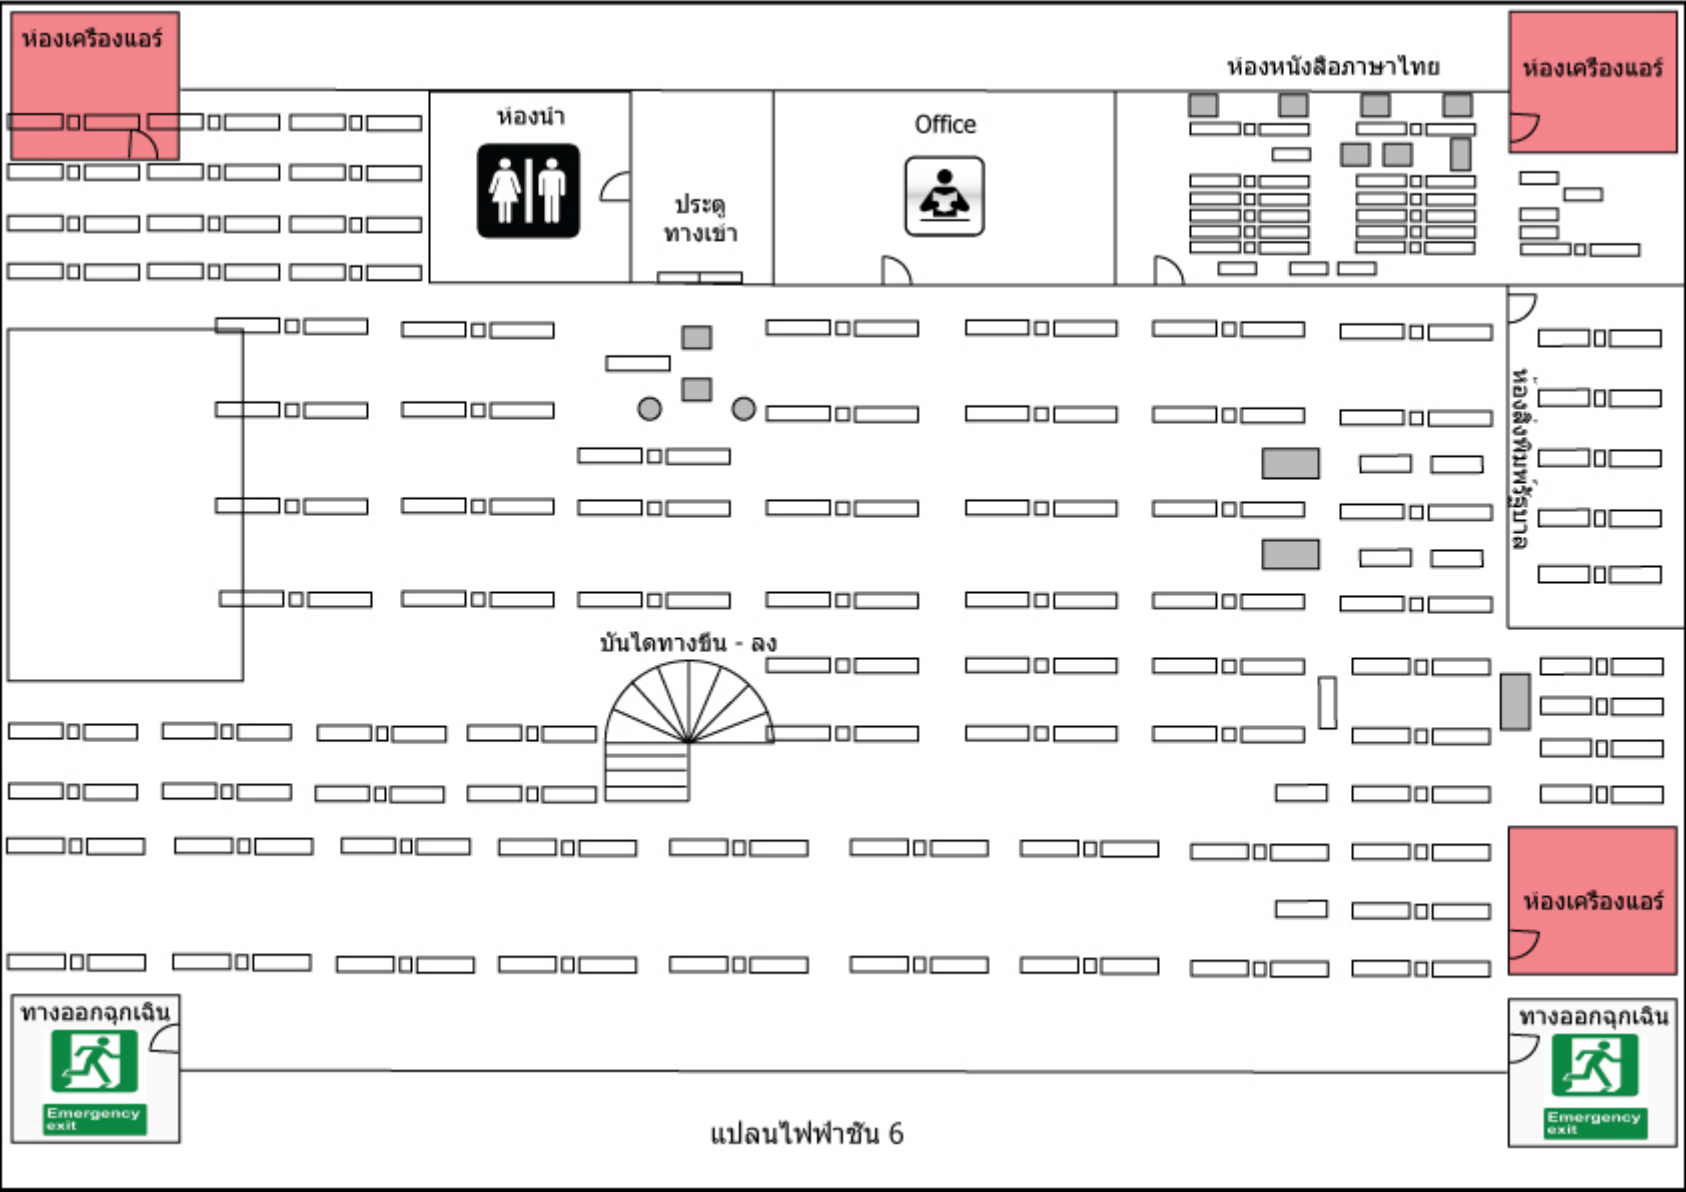 ห้องเครื่องแอร์
ห้องหนังสือภาษาไทย
ห้องเครื่องแอร์
ห้องน้ำ
Office
ประตู
ทางเข้า
ห้องสิ่งพิมพ์รัฐบาล
บันไดทางขึ้น - ลง
ห้องเครื่องแอร์
ทางออกฉุกเฉิน
Emergency
exit
ทางออกฉุกเฉิน
Emergency
exit
แปลนไฟฟ้าชั้น 6